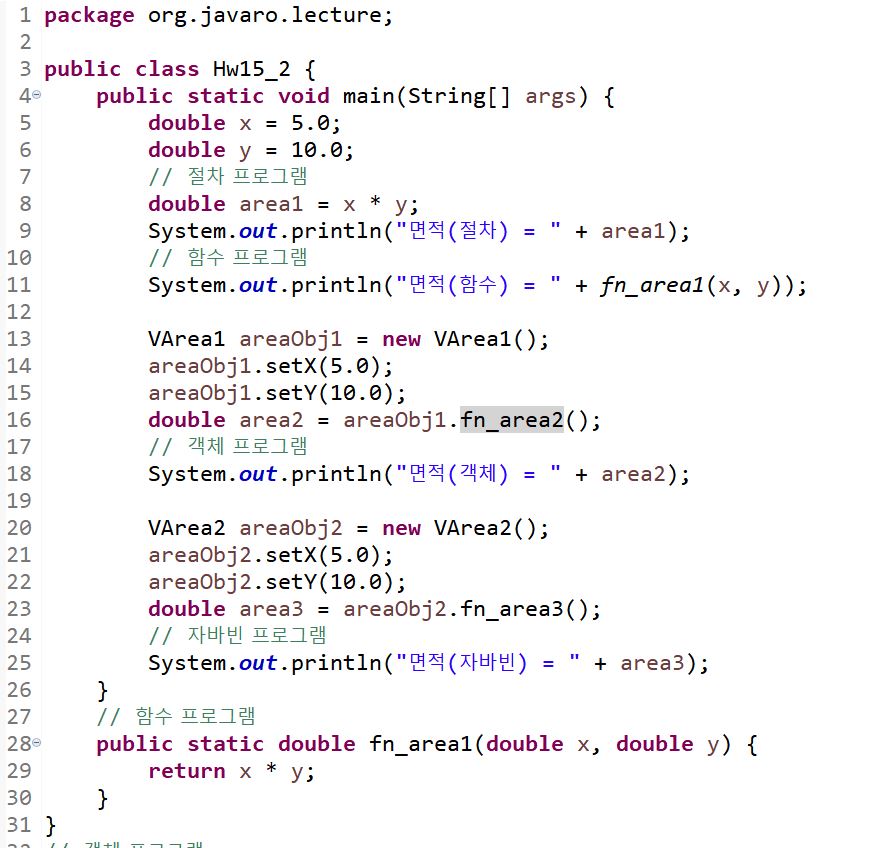 1 package org.javaro.lecture;
2
3 public class Hw15_2 {
4 public static void main(String[] args) {
5 double x = 5.0;
6 double y = 10.0;
7 // 절차 프로그램
8 double area1 = x * y;
9 System.out.println("면적(절차) = " + area1);
10 // 함수 프로그램
11 System.out.println("면적(함수) = " + fn_area1(x, y));
12
13 VArea1 areaObj1 = new VArea1();
14 areaObj1.setX(5.0);
15 areaObj1.setY(10.0);
16 double area2 = areaObj1.fn_area2();
17 // 객체 프로그램
18 System.out.println("면적(객체) = " + area2);
19
20 VArea2 areaObj2 = new VArea2();
21 areaObj2.setX(5.0);
22 areaObj2.setY(10.0);
23 double area3 = areaObj2.fn_area3();
24 // 자바빈 프로그램
25 System.out.println("면적(자바빈) = " + area3);
26 }
27 // 함수 프로그램
28 public static double fn_area1(double x, double y) {
29 return x * y;
30 }
31 }